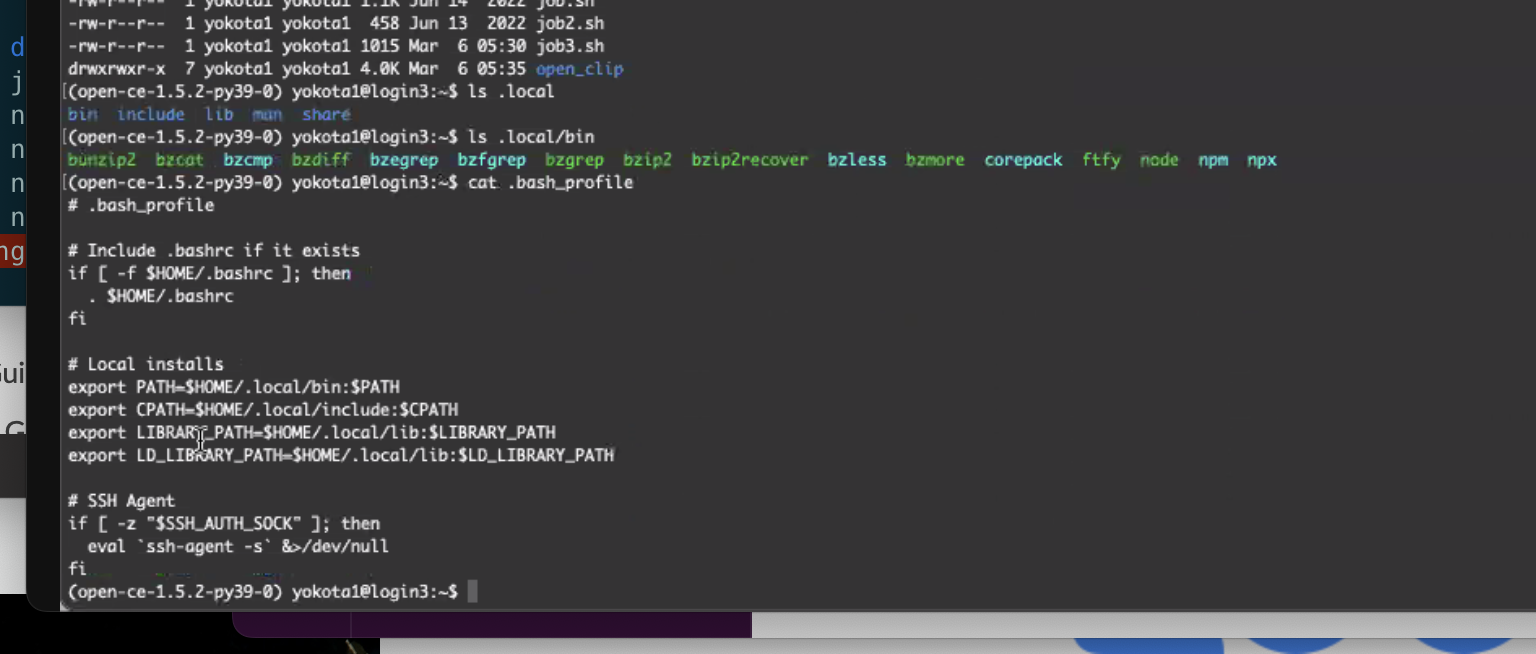 -rw-r--r--  1 yokota1 yokota1 1.1K Jun 14  2022 job.sh
-rw-r--r--  1 yokota1 yokota1  458 Jun 13  2022 job2.sh
-rw-r--r--  1 yokota1 yokota1 1015 Mar  6 05:30 job3.sh
drwxrwxr-x  7 yokota1 yokota1 4.0K Mar  6 05:35 open_clip
[(open-ce-1.5.2-py39-0) yokota1@login3:~$ ls .local
bin  include  lib  man  share
[(open-ce-1.5.2-py39-0) yokota1@login3:~$ ls .local/bin
bunzip2  bzcat  bzcmp  bzdiff  bzegrep  bzfgrep  bzgrep  bzip2  bzip2recover  bzless  bzmore  corepack  ftfy  node  npm  npx
[(open-ce-1.5.2-py39-0) yokota1@login3:~$ cat .bash_profile
# .bash_profile

# Include .bashrc if it exists
if [ -f $HOME/.bashrc ]; then
  . $HOME/.bashrc
fi

# Local installs
export PATH=$HOME/.local/bin:$PATH
export CPATH=$HOME/.local/include:$CPATH
export LIBRARY_PATH=$HOME/.local/lib:$LIBRARY_PATH
export LD_LIBRARY_PATH=$HOME/.local/lib:$LD_LIBRARY_PATH

# SSH Agent
if [ -z "$SSH_AUTH_SOCK" ]; then
  eval `ssh-agent -s` &>/dev/null
fi
(open-ce-1.5.2-py39-0) yokota1@login3:~$
d
j
n
n
n
n
ng
Gui
G